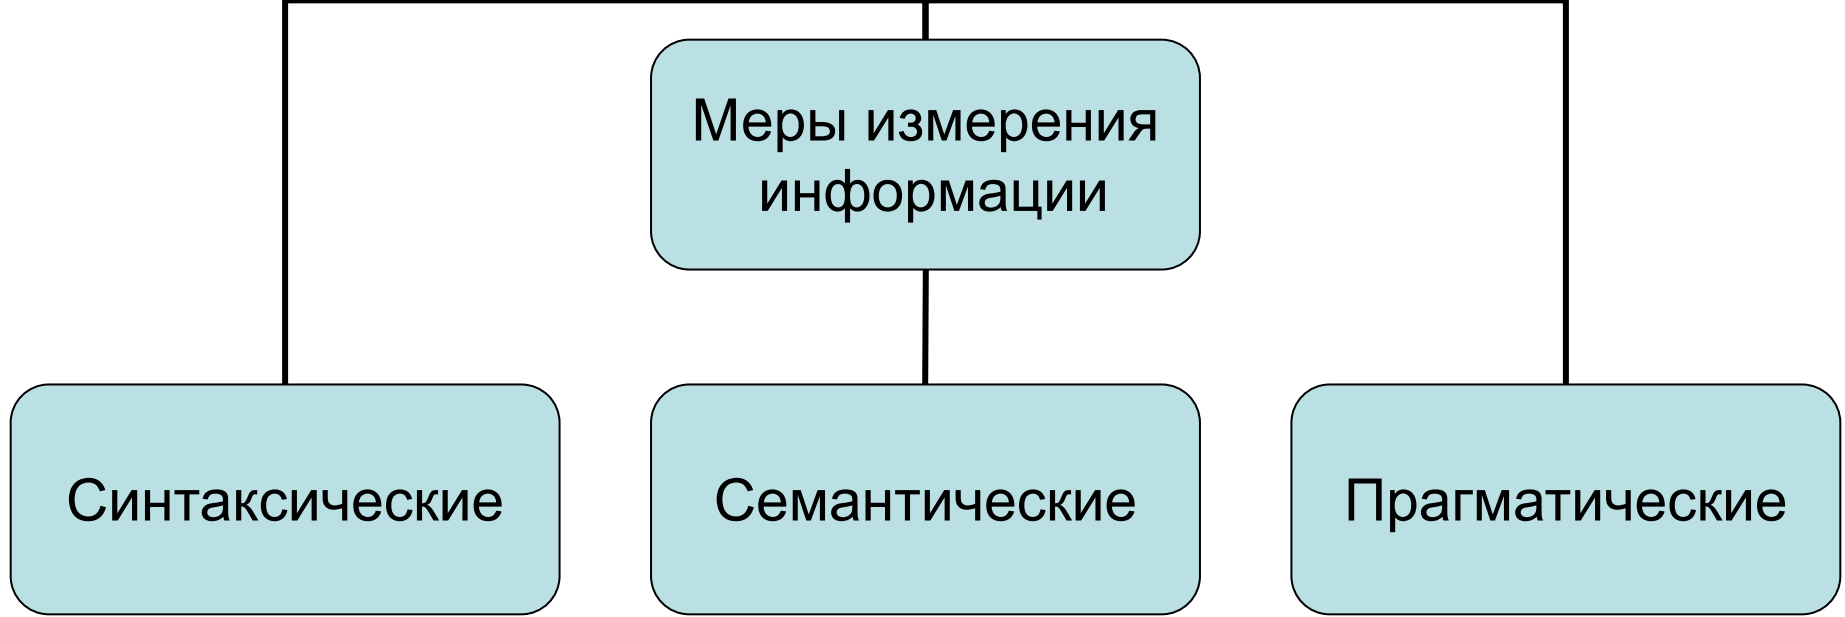 Меры измерения
информации
Синтаксические
Семантические
Прагматические